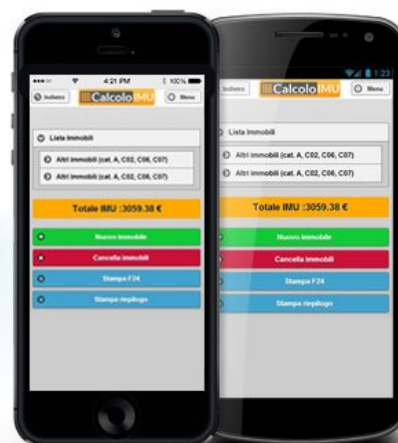 4:21 PM 100%
Indietro Calcolo IMU Menu
Lista Immobili
Altri immobili (cat. A, C02, C06, C07)
Altri immobili (cat. A, C02, C06, C07)
Totale IMU :3059.38 €
Nuovo immobile
Cancella immobili
Stampa F24
Stampa riepilogo
1:23
Indietro Calcolo IMU Menu
Lista Immobili
Altri immobili (cat. A, C02, C06, C07)
Altri immobili (cat. A, C02, C06, C07)
Totale IMU :3059.38 €
Nuovo immobile
Cancella immobili
Stampa F24
Stampa riepilogo